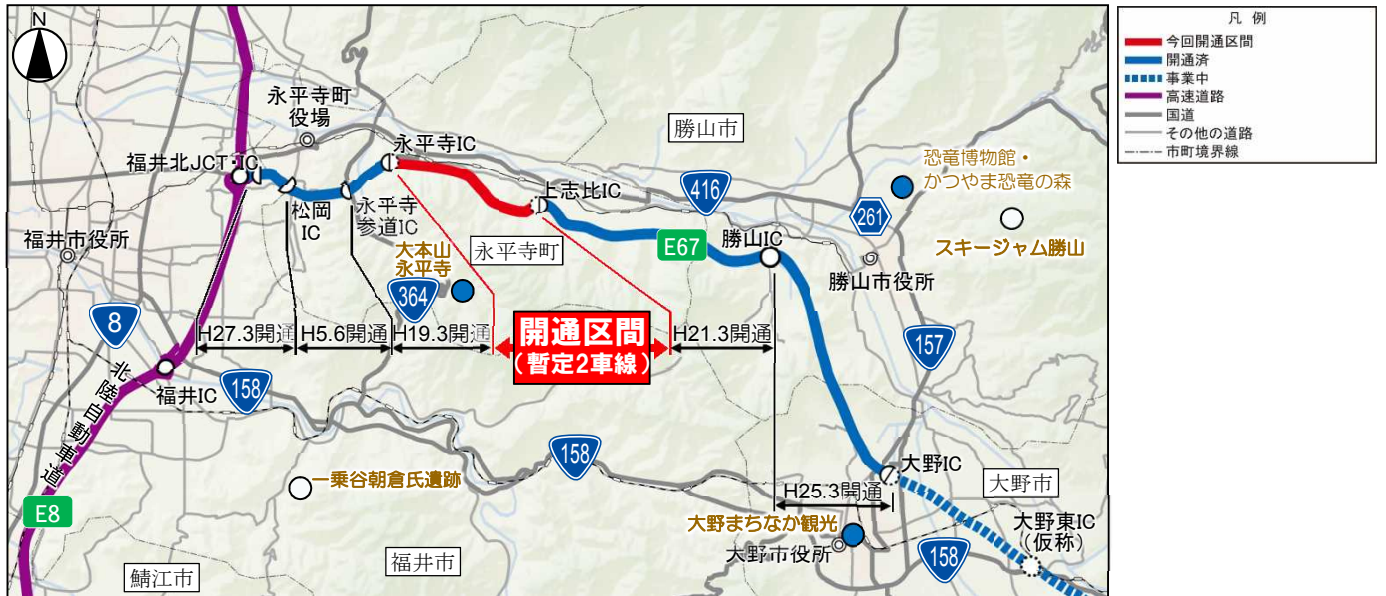 N
永平寺町
役場
福井北JCT・IC
永平寺IC
松岡
IC
永平寺
参道IC
上志比IC
勝山市
416
恐竜博物館・
かつやま恐竜の森
261
スキージャム勝山
福井市役所
大本山
永平寺
永平寺町
E67
勝山IC
勝山市役所
364
8
H27.3開通
H5.6開通
H19.3開通
開通区間
(暫定2車線)
H21.3開通
157
福井IC
158
北陸自動車道
158
大野IC
一乗谷朝倉氏遺跡
H25.3開通
大野市
E8
大野まちなか観光
大野市役所
大野東IC
(仮称)
158
福井市
鯖江市
凡 例
今回開通区間
開通済
事業中
高速道路
国道
その他の道路
市町境界線